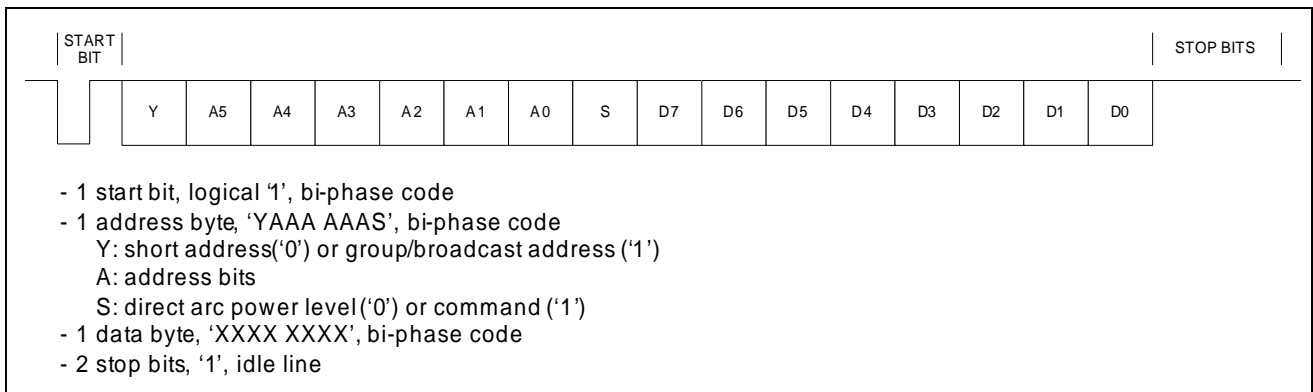 START
BIT
STOP BITS
Y A5 A4 A3 A2 A1 A0 S D7 D6 D5 D4 D3 D2 D1 D0
- 1 start bit, logical ‘1’, bi-phase code
- 1 address byte, ‘YAAA AAAS’, bi-phase code
Y: short address(‘0’) or group/broadcast address (‘1’)
A: address bits
S: direct arc power level (‘0’) or command (‘1’)
- 1 data byte, ‘XXXX XXXX’, bi-phase code
- 2 stop bits, ‘1’, idle line